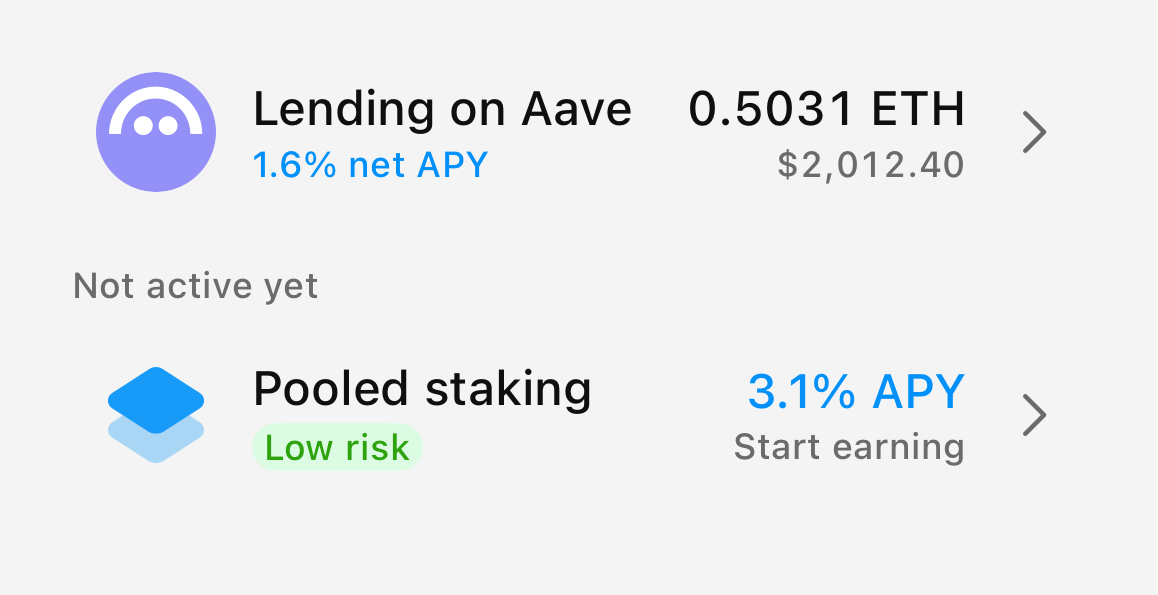 Lending on Aave 0.5031 ETH
1.6% net APY $2,012.40
Not active yet
Pooled staking 3.1% APY
Low risk Start earning